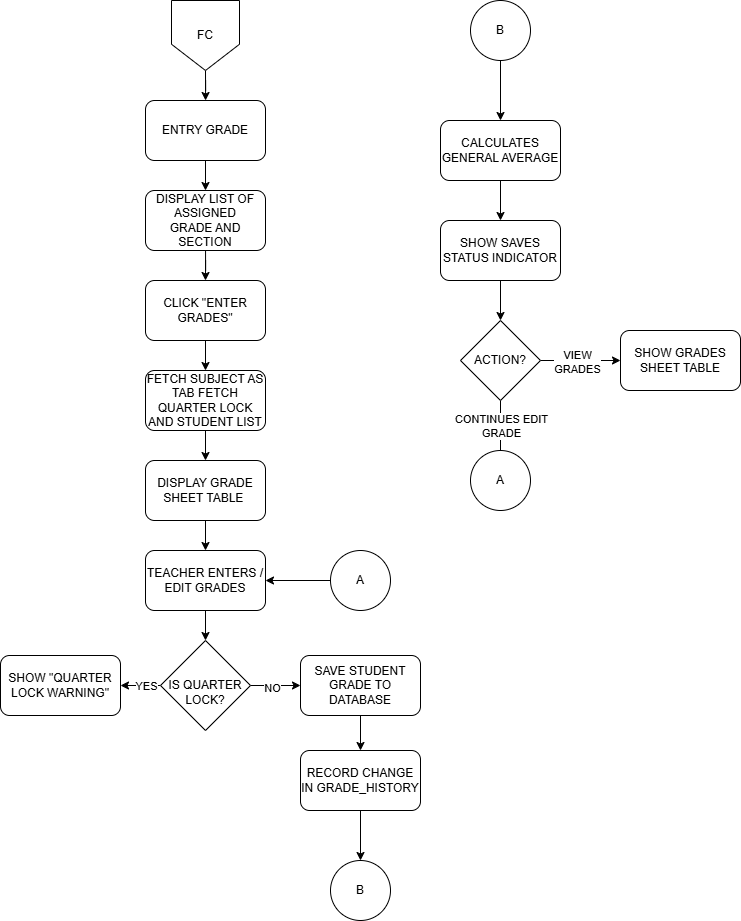 FC
ENTRY GRADE
DISPLAY LIST OF
ASSIGNED
GRADE AND
SECTION
CLICK "ENTER
GRADES"
FETCH SUBJECT AS
TAB FETCH
QUARTER LOCK
AND STUDENT LIST
DISPLAY GRADE
SHEET TABLE
TEACHER ENTERS /
EDIT GRADES
A
IS QUARTER
LOCK?
YES
SHOW "QUARTER
LOCK WARNING"
NO
SAVE STUDENT
GRADE TO
DATABASE
RECORD CHANGE
IN GRADE_HISTORY
B
B
CALCULATES
GENERAL AVERAGE
SHOW SAVES
STATUS INDICATOR
ACTION?
VIEW
GRADES
SHOW GRADES
SHEET TABLE
CONTINUES EDIT
GRADE
A